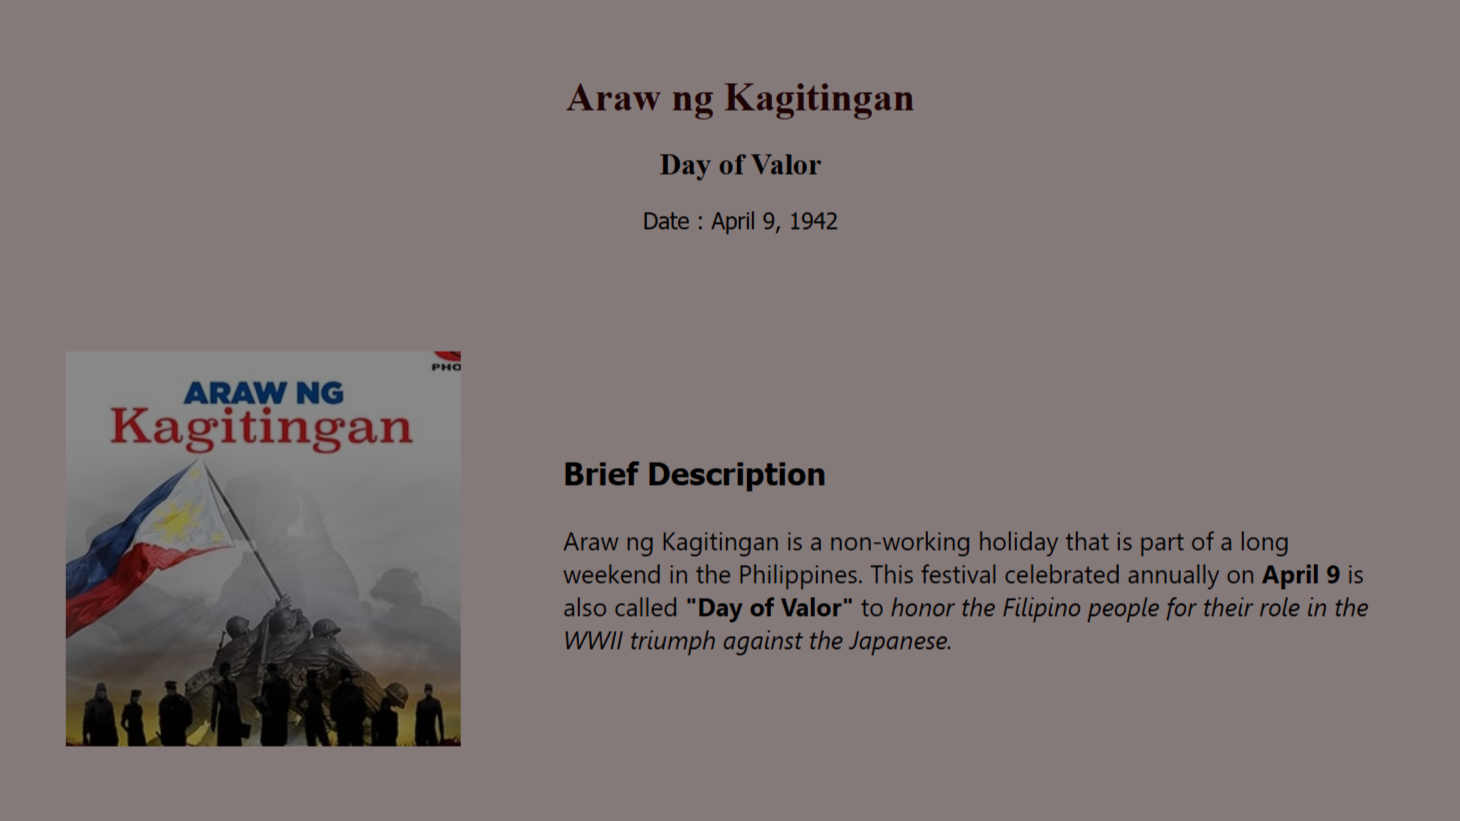 Araw ng Kagitingan
Day of Valor
Date : April 9, 1942
PHO
ARAW NG
Kagitingan
Brief Description
Araw ng Kagitingan is a non-working holiday that is part of a long
weekend in the Philippines. This festival celebrated annually on April 9 is
also called "Day of Valor" to honor the Filipino people for their role in the
WWII triumph against the Japanese.